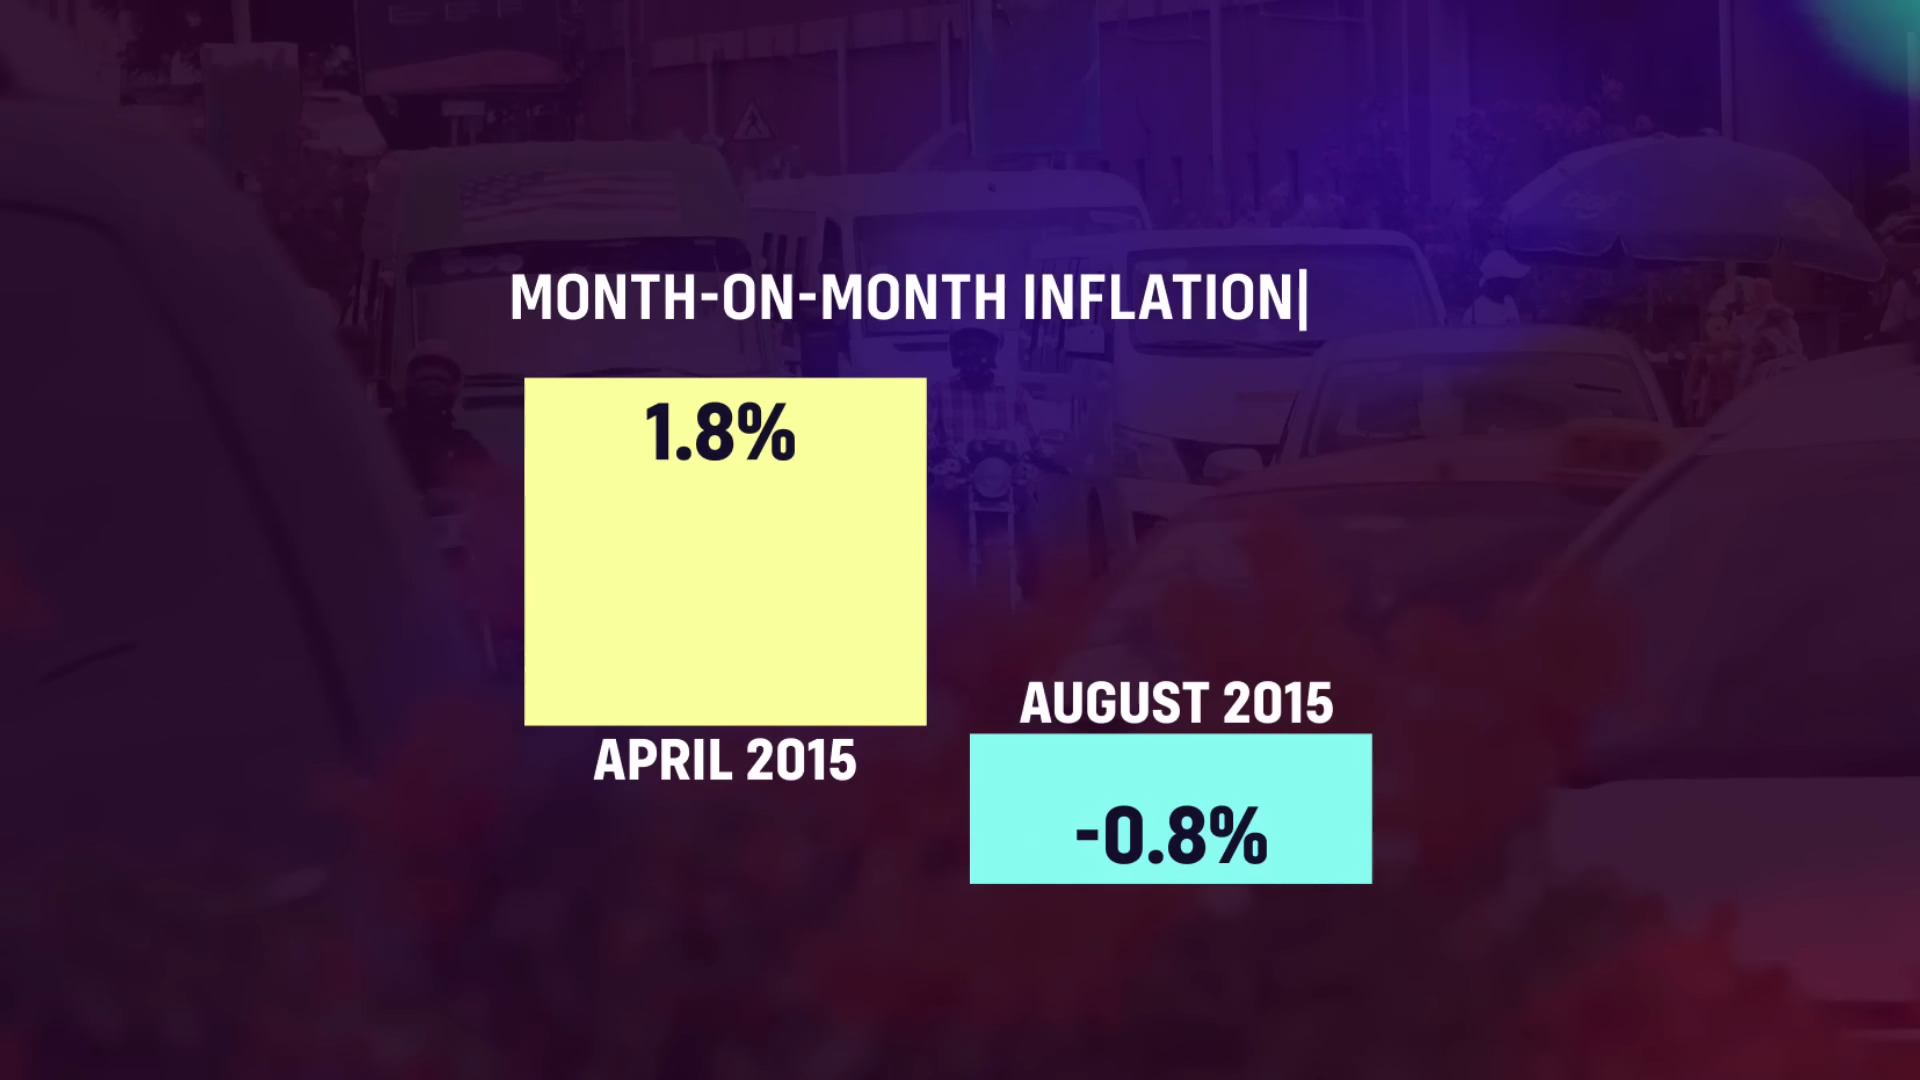 MONTH-ON-MONTH INFLATION|
1.8%
APRIL 2015
AUGUST 2015
-0.8%